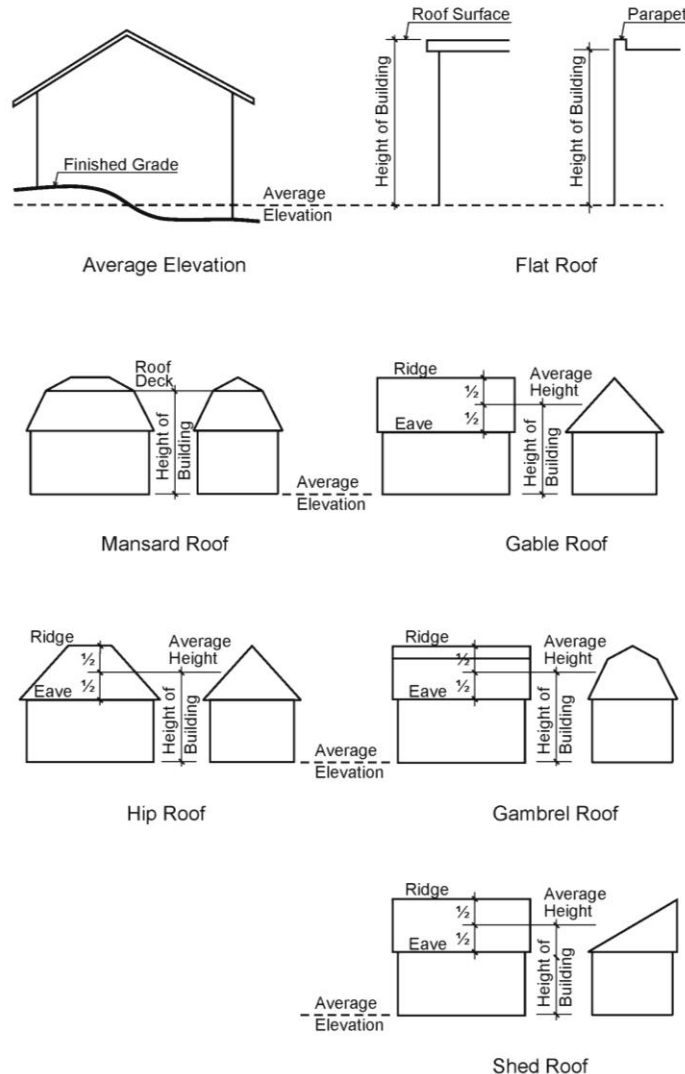 Roof Surface
Parapet
Height of Building
Height of Building
Finished Grade
Average
Elevation
Average Elevation
Flat Roof
Roof
Deck
Height of
Building
Mansard Roof
Ridge
½
½
Eave
Average
Height
Height of
Building
Average
Elevation
Gable Roof
Ridge
½
½
Eave
Average
Height
Height of
Building
Hip Roof
Ridge
½
½
Eave
Average
Height
Height of
Building
Average
Elevation
Gambrel Roof
Ridge
½
½
Eave
Average
Height
Height of
Building
Average
Elevation
Shed Roof